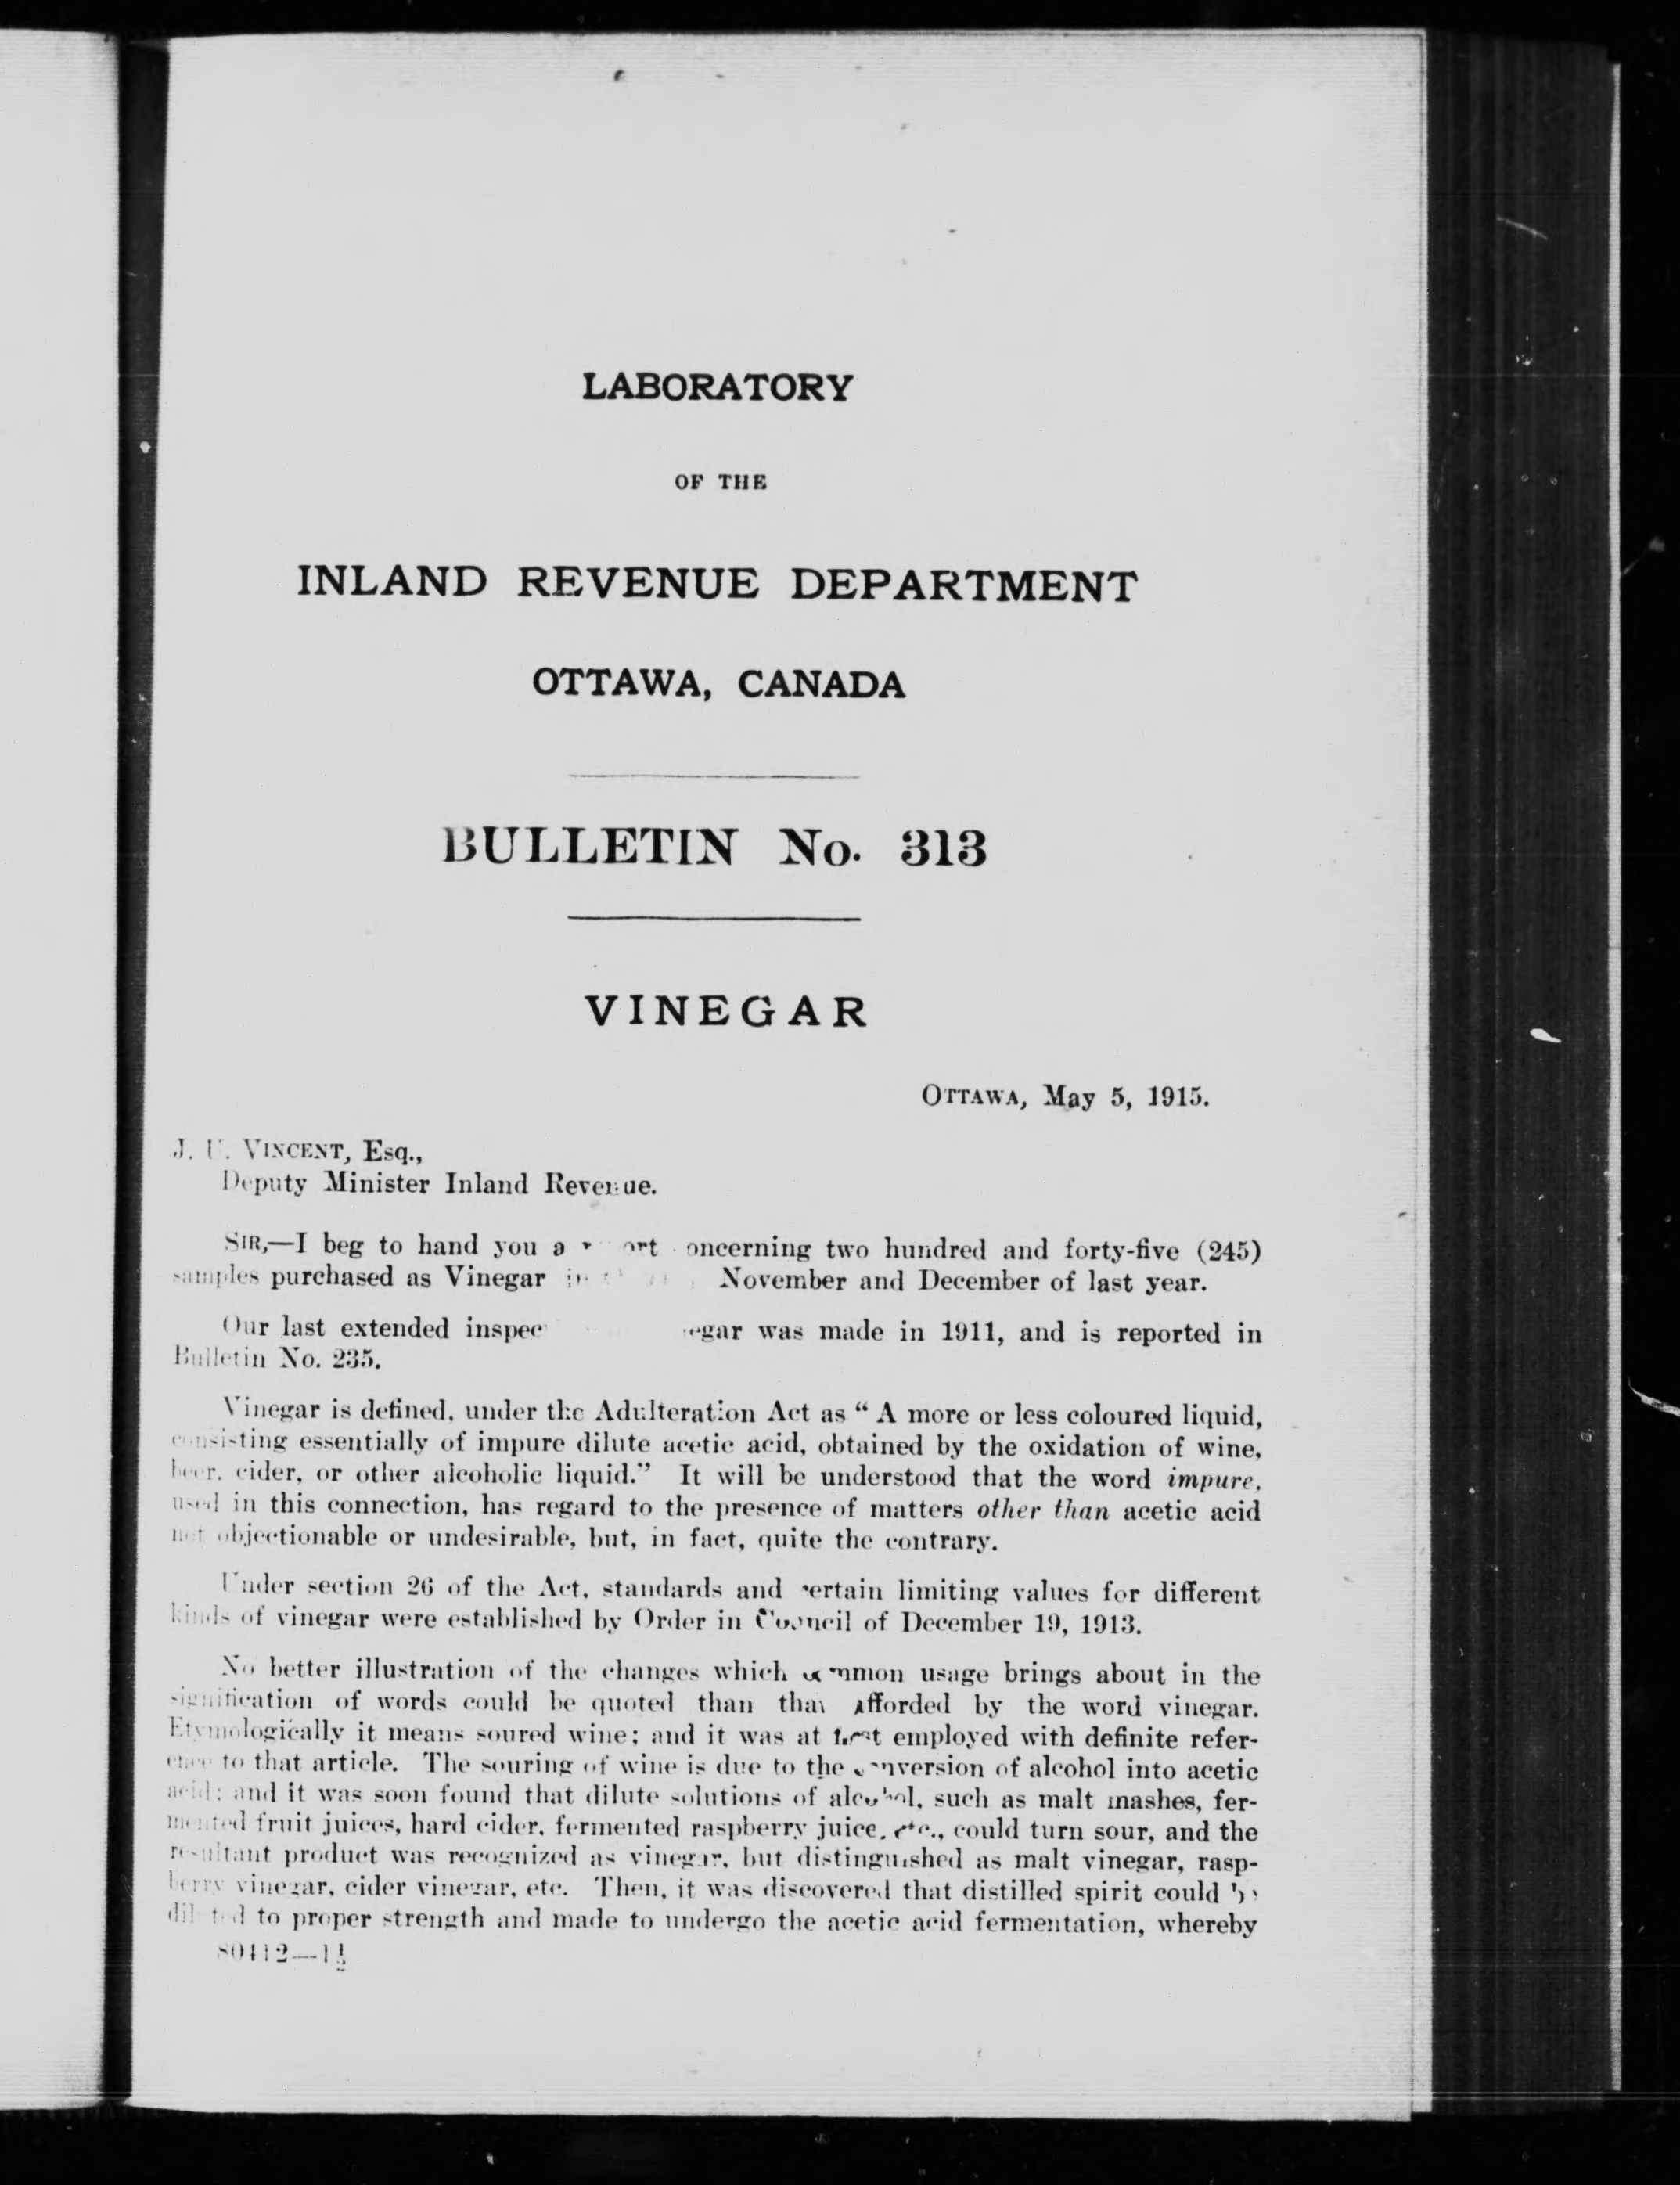 LABORATORY
OF THE
INLAND REVENUE DEPARTMENT
OTTAWA, CANADA
BULLETIN No. 313
VINEGAR
OTTAWA, May 5, 1915.
J. U. VINCENT, Esq.,
Deputy Minister Inland Revenue.
SIR,—I beg to hand you a concerning two hundred and forty-five (245)
samples purchased as Vinegar November and December of last year.
Our last extended was made in 1911, and is reported in
Bulletin No. 235.
Vinegar is defined, under the Adulteration Act as “ A more or less coloured liquid,
consisting essentially of impure dilute acetic acid, obtained by the oxidation of wine,
beer, cider, or other alcoholic liquid.” It will be understood that the word impure,
used in this connection, has regard to the presence of matters other than acetic acid
not objectionable or undesirable, but, in fact, quite the contrary.
Under section 26 of the Act, standards and certain limiting values for different
kinds of vinegar were established by Order in Council of December 19, 1913.
No better illustration of the changes which common usage brings about in the
signification of words could be quoted than that afforded by the word vinegar.
Etymologically it means soured wine; and it was at first employed with definite refer-
ence to that article. The souring of wine is due to the conversion of alcohol into acetic
acid; and it was soon found that dilute solutions of alcohol, such as malt mashes, fer-
mented fruit juices, hard cider, fermented raspberry juice, etc., could turn sour, and the
resultant product was recognized as vinegar, but distinguished as malt vinegar, rasp-
berry vinegar, cider vinegar, etc. Then, it was discovered that distilled spirit could be
diluted to proper strength and made to undergo the acetic acid fermentation, whereby
80412—1½